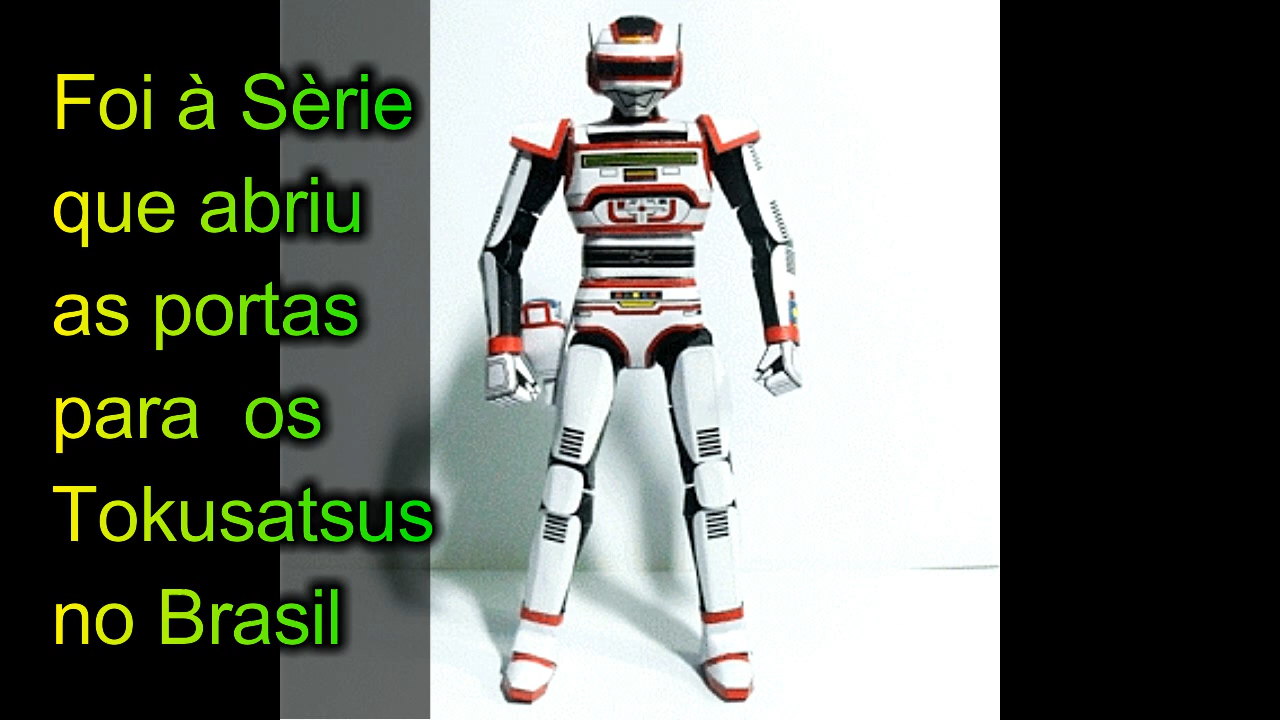 Foi à Sèrie
que abriu
as portas
para os
Tokusatsus
no Brasil